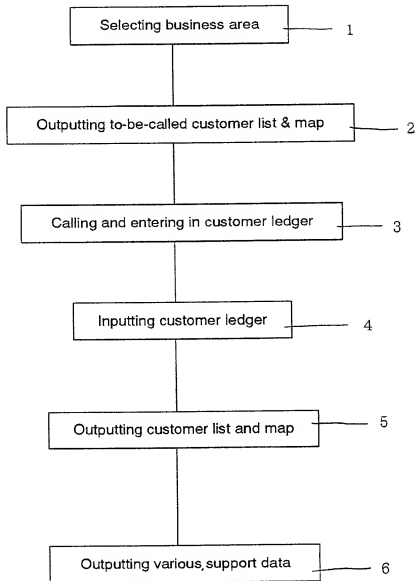 Selecting business area 1
Outputting to-be-called customer list & map 2
Calling and entering in customer ledger 3
Inputting customer ledger 4
Outputting customer list and map 5
Outputting various, support data 6